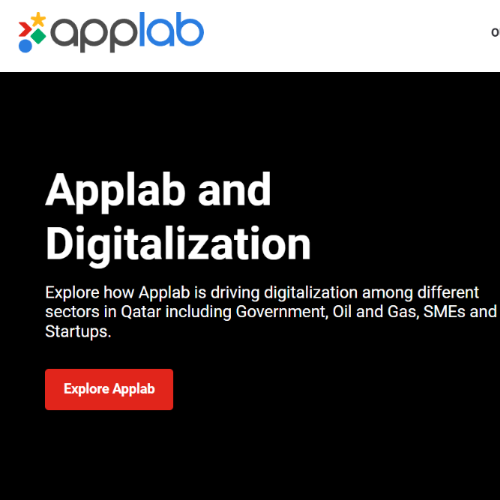 applab
Applab and
Digitalization
Explore how Applab is driving digitalization among different
sectors in Qatar including Government, Oil and Gas, SMEs and
Startups.
Explore Applab